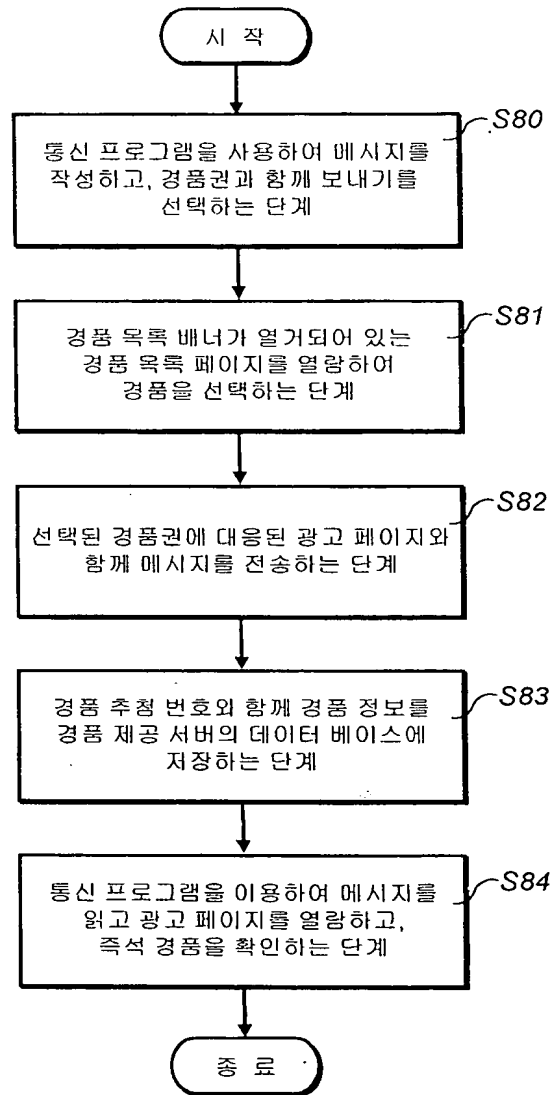 시 작
S80
통신 프로그램을 사용하여 메시지를
작성하고, 경품권과 함께 보내기를
선택하는 단계
S81
경품 목록 배너가 열거되어 있는
경품 목록 페이지를 열람하여
경품을 선택하는 단계
S82
선택된 경품권에 대응된 광고 페이지와
함께 메시지를 전송하는 단계
S83
경품 추첨 번호와 함께 경품 정보를
경품 제공 서버의 데이터 베이스에
저장하는 단계
S84
통신 프로그램을 이용하여 메시지를
읽고 광고 페이지를 열람하고,
즉석 경품을 확인하는 단계
종 료